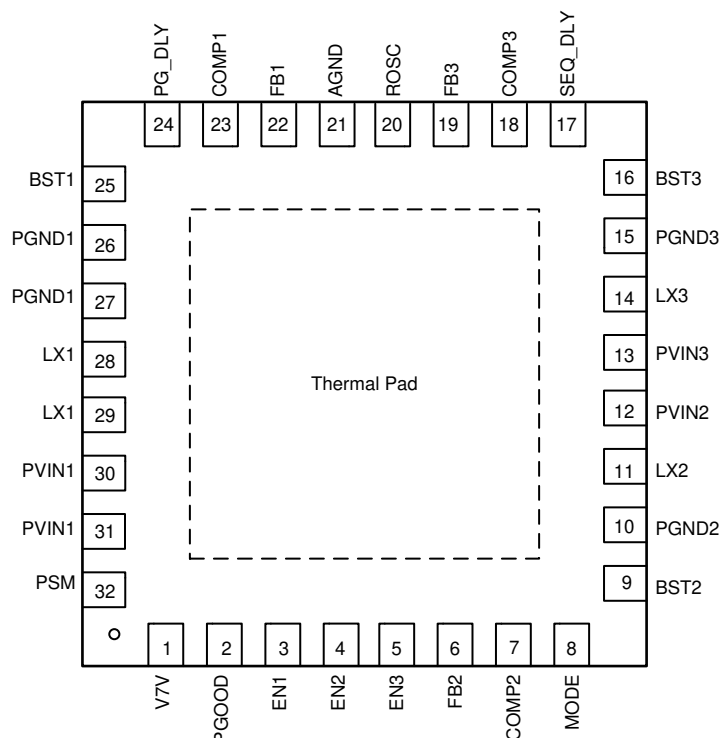 PG_DLY
COMP1
FB1
AGND
ROSC
FB3
COMP3
SEQ_DLY
24
23
22
21
20
19
18
17
BST1 25
16 BST3
PGND1 26
15 PGND3
PGND1 27
14 LX3
LX1 28
13 PVIN3
Thermal Pad
LX1 29
12 PVIN2
PVIN1 30
11 LX2
PVIN1 31
10 PGND2
PSM 32
9 BST2
1
2
3
4
5
6
7
8
V7V
PGOOD
EN1
EN2
EN3
FB2
COMP2
MODE